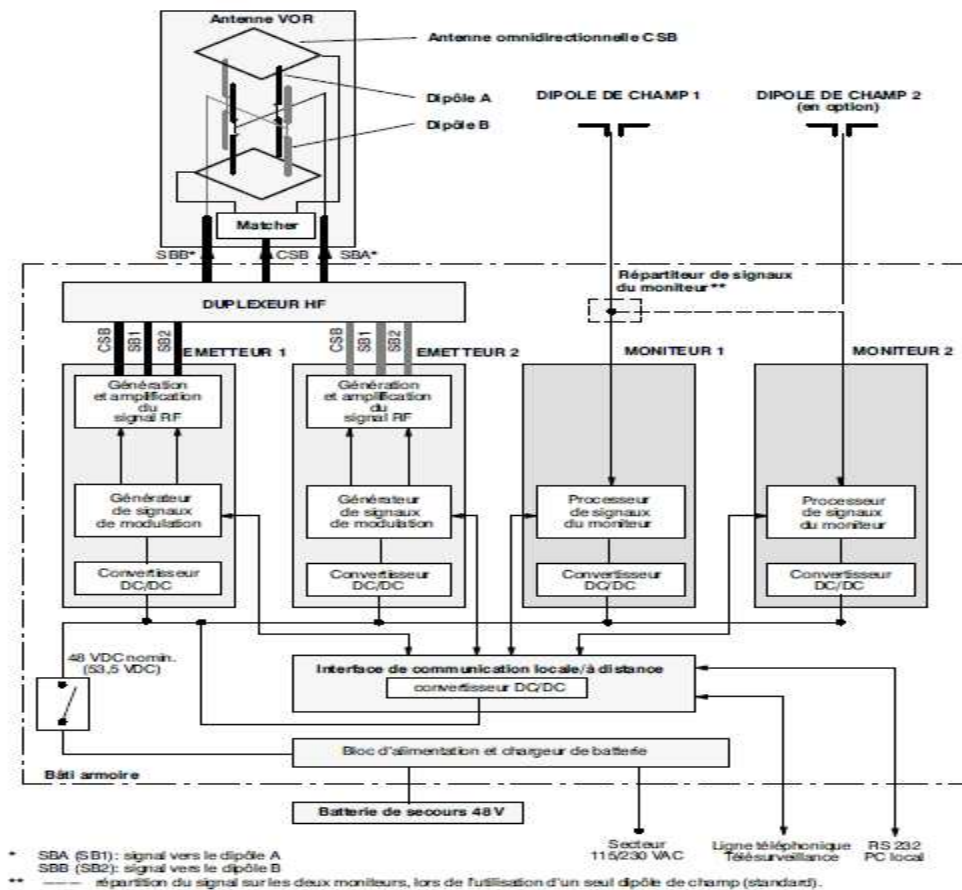 Antenne VOR
Antenne omnidirectionnelle CSB
Dipôle A
Dipôle B
DIPOLE DE CHAMP 1
DIPOLE DE CHAMP 2
(en option)
Matcher
SBB*
CSB
SBA*
Répartiteur de signaux
du moniteur**
DUPLEXEUR HF
CSB
SB1
SB2
EMETTEUR 1
CSB
SB1
SB2
EMETTEUR 2
MONITEUR 1
MONITEUR 2
Génération
et amplification
du
signal RF
Génération
et amplification
du
signal RF
Générateur
de signaux
de modulation
Générateur
de signaux
de modulation
Processeur
de signaux
du moniteur
Processeur
de signaux
du moniteur
Convertisseur
DC/DC
Convertisseur
DC/DC
Convertisseur
DC/DC
Convertisseur
DC/DC
48 VDC nomin.
(53,5 VDC)
Interface de communication locale/à distance
convertisseur DC/DC
Bloc d'alimentation et chargeur de batterie
Bâti armoire
Batterie de secours 48 V
Secteur
115/230 VAC
Ligne téléphonique
Télésurveillance
RS 232
PC local
* SBA (SB1): signal vers le dipôle A
SBB (SB2): signal vers le dipôle B
** ---- répartition du signal sur les deux moniteurs, lors de l'utilisation d'un seul dipôle de champ (standard).